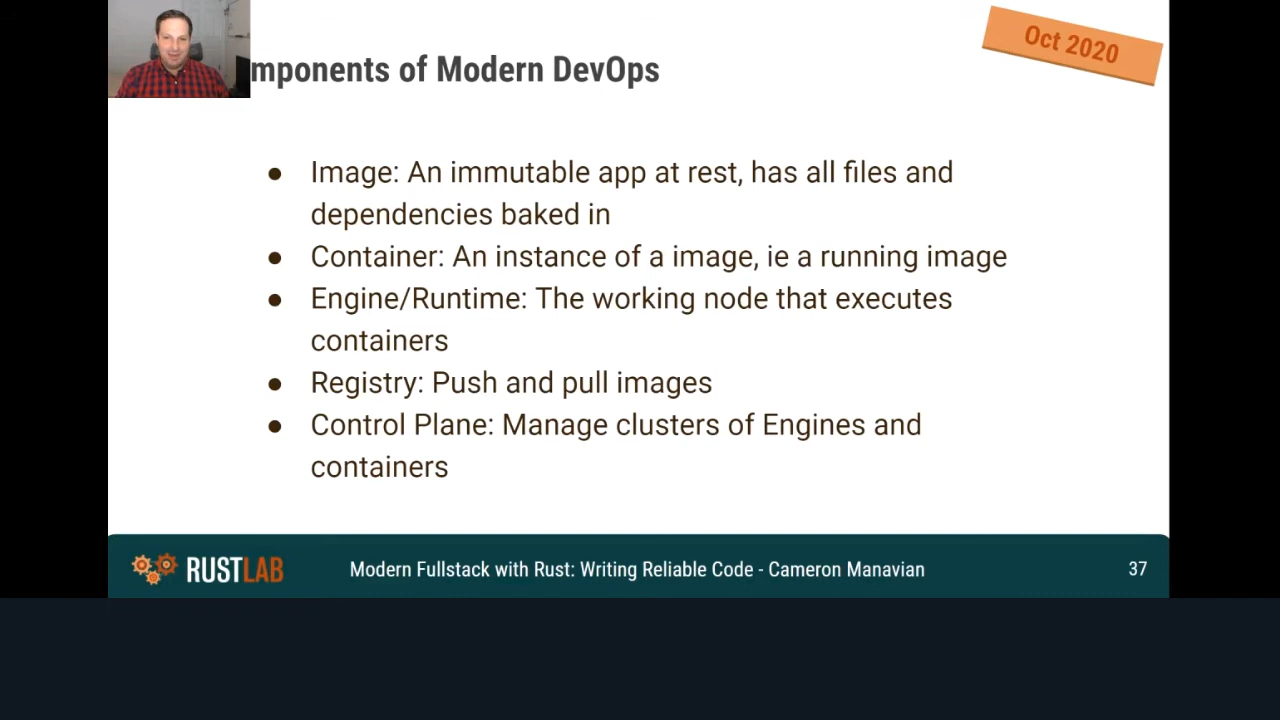 mponents of Modern DevOps
Oct 2020
● Image: An immutable app at rest, has all files and
dependencies baked in
● Container: An instance of a image, ie a running image
● Engine/Runtime: The working node that executes
containers
● Registry: Push and pull images
● Control Plane: Manage clusters of Engines and
containers
RUSTLAB
Modern Fullstack with Rust: Writing Reliable Code - Cameron Manavian
37